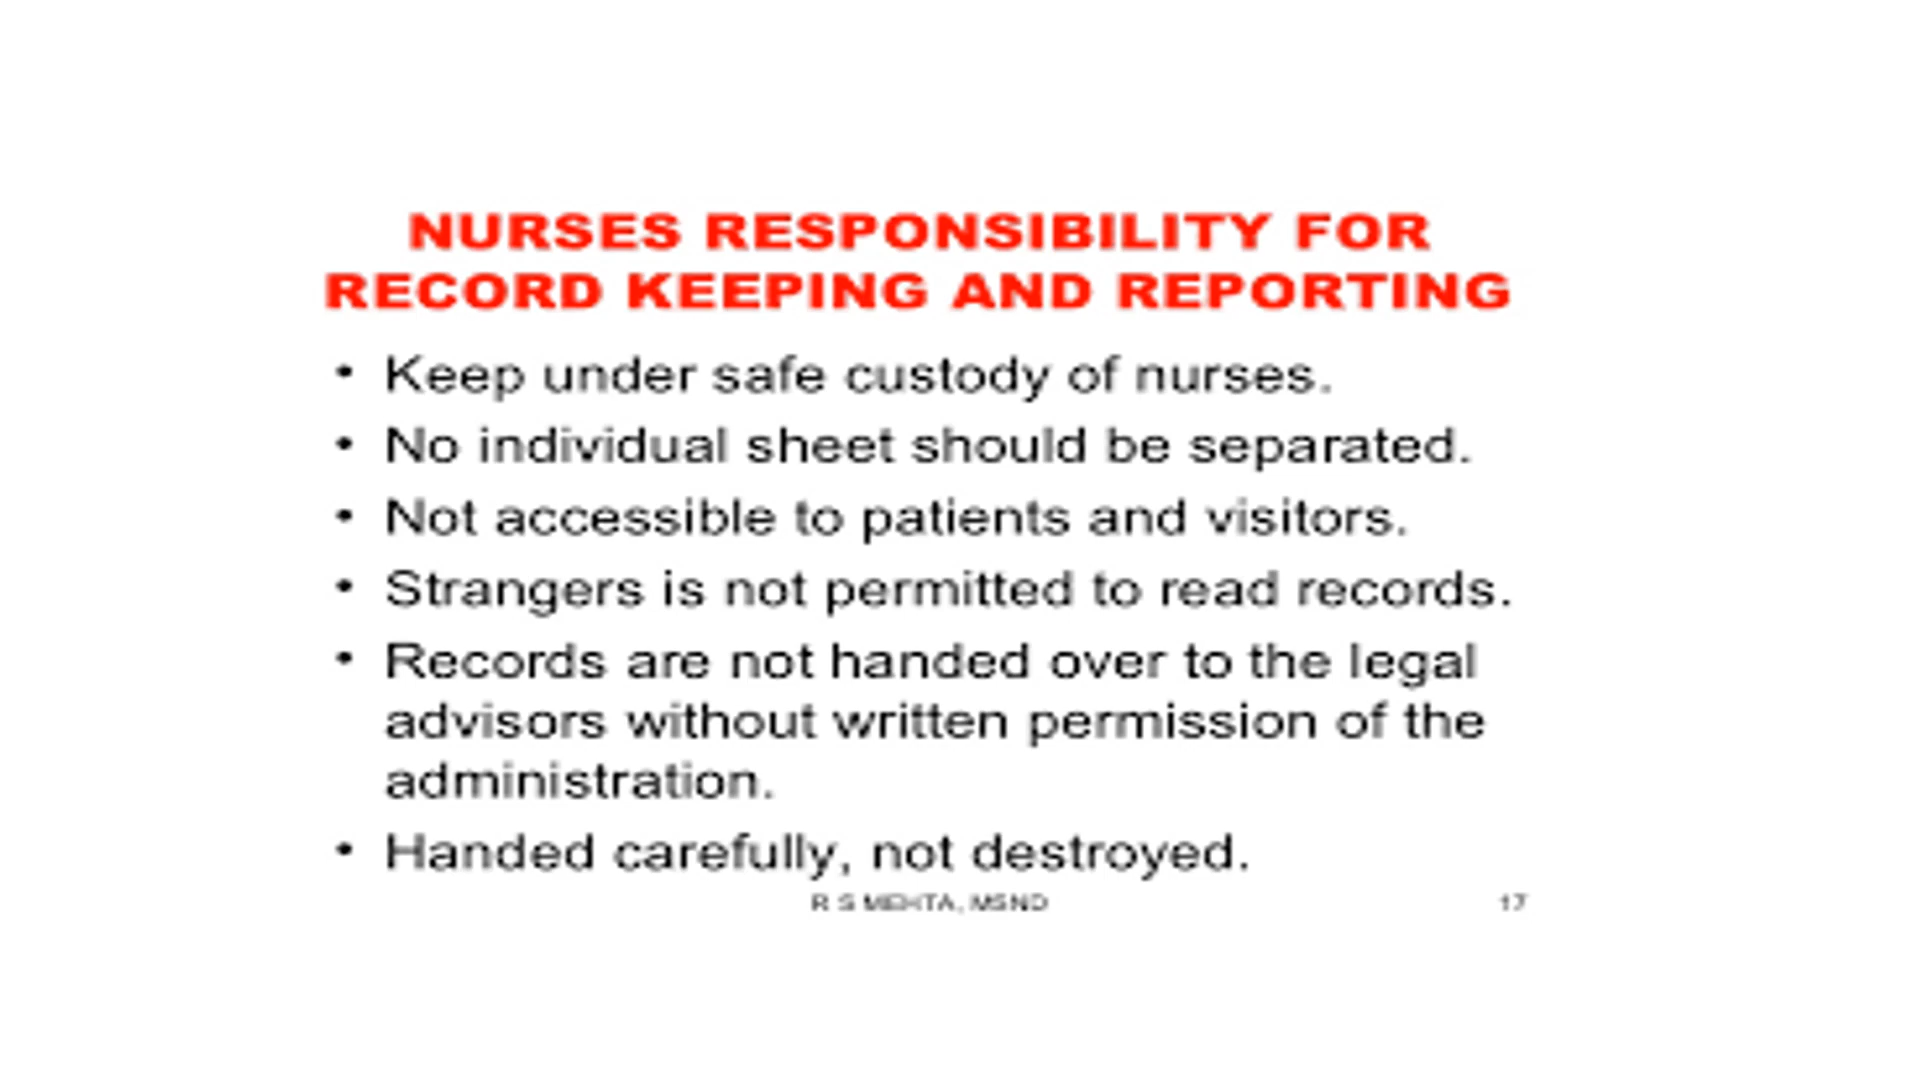 NURSES RESPONSIBILITY FOR
RECORD KEEPING AND REPORTING
• Keep under safe custody of nurses.
• No individual sheet should be separated.
• Not accessible to patients and visitors.
• Strangers is not permitted to read records.
• Records are not handed over to the legal
advisors without written permission of the
administration.
• Handed carefully, not destroyed.
R S MEHTA, MSND
17